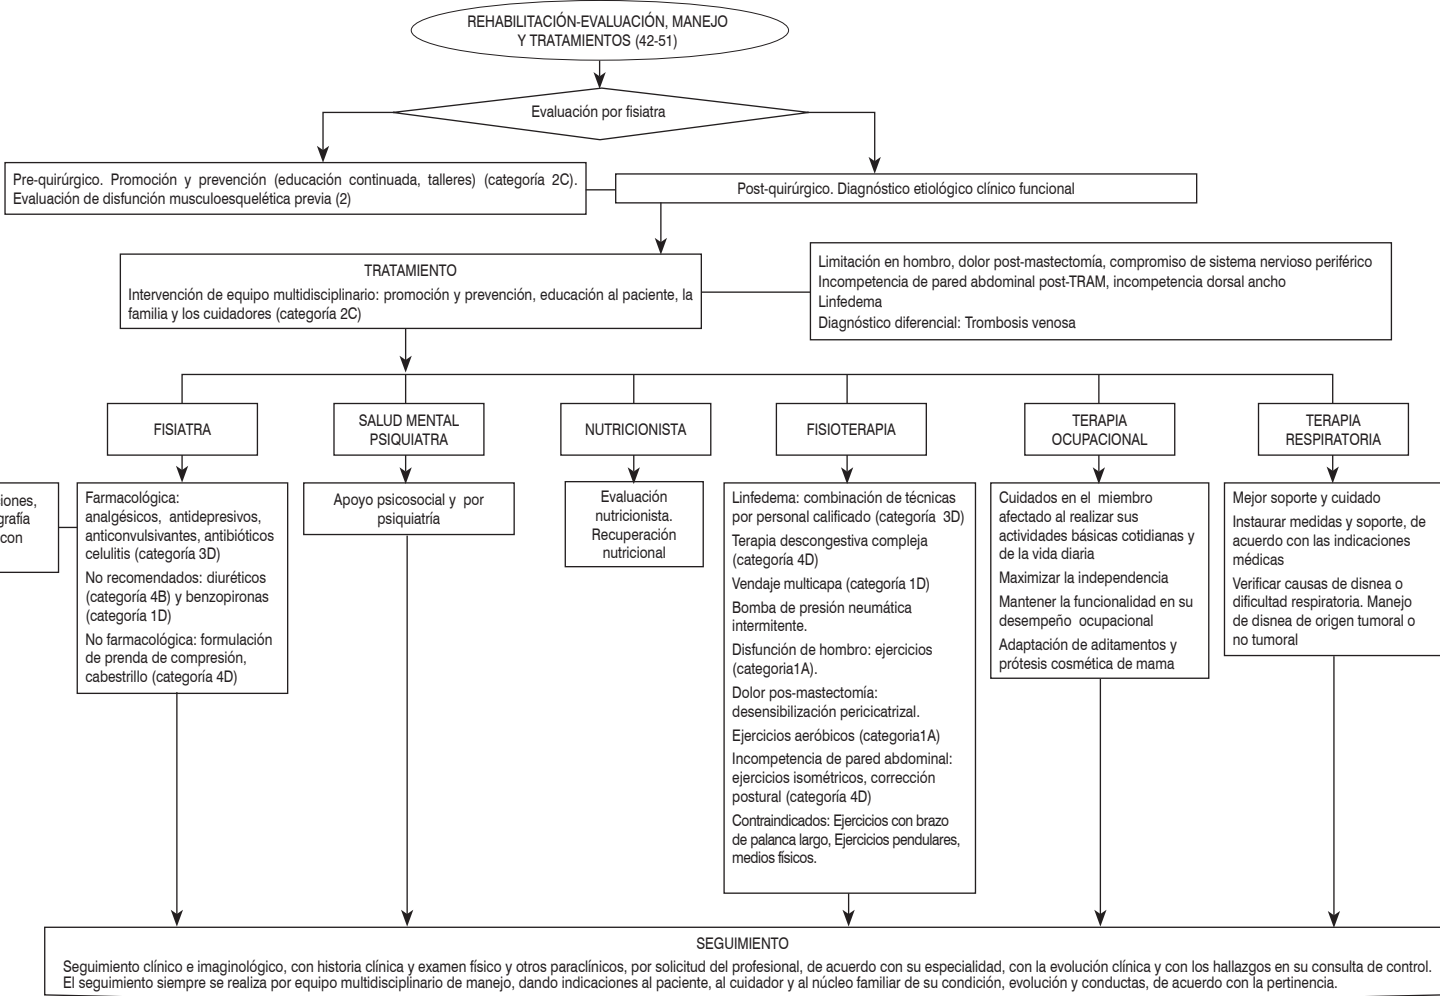 REHABILITACIÓN-EVALUACIÓN, MANEJO
Y TRATAMIENTOS (42-51)
Evaluación por fisiatra
Pre-quirúrgico. Promoción y prevención (educación continuada, talleres) (categoría 2C).
Evaluación de disfunción musculoesquelética previa (2)
Post-quirúrgico. Diagnóstico etiológico clínico funcional
TRATAMIENTO
Intervención de equipo multidisciplinario: promoción y prevención, educación al paciente, la
familia y los cuidadores (categoría 2C)
Limitación en hombro, dolor post-mastectomía, compromiso de sistema nervioso periférico
Incompetencia de pared abdominal post-TRAM, incompetencia dorsal ancho
Linfedema
Diagnóstico diferencial: Trombosis venosa
FISIATRA
SALUD MENTAL
PSIQUIATRA
NUTRICIONISTA
FISIOTERAPIA
TERAPIA
OCUPACIONAL
TERAPIA
RESPIRATORIA
iones,
grafía
con
Farmacológica:
analgésicos, antidepresivos,
anticonvulsivantes, antibióticos
celulitis (categoría 3D)
No recomendados: diuréticos
(categoría 4B) y benzopironas
(categoría 1D)
No farmacológica: formulación
de prenda de compresión,
cabestrillo (categoría 4D)
Apoyo psicosocial y por
psiquiatría
Evaluación
nutricionista.
Recuperación
nutricional
Linfedema: combinación de técnicas
por personal calificado (categoría 3D)
Terapia descongestiva compleja
(categoría 4D)
Vendaje multicapa (categoría 1D)
Bomba de presión neumática
intermitente.
Disfunción de hombro: ejercicios
(categoria1A).
Dolor pos-mastectomía:
desensibilización pericicatrizal.
Ejercicios aeróbicos (categoria1A)
Incompetencia de pared abdominal:
ejercicios isométricos, corrección
postural (categoría 4D)
Contraindicados: Ejercicios con brazo
de palanca largo, Ejercicios pendulares,
medios físicos.
Cuidados en el miembro
afectado al realizar sus
actividades básicas cotidianas y
de la vida diaria
Maximizar la independencia
Mantener la funcionalidad en su
desempeño ocupacional
Adaptación de aditamentos y
prótesis cosmética de mama
Mejor soporte y cuidado
Instaurar medidas y soporte, de
acuerdo con las indicaciones
médicas
Verificar causas de disnea o
dificultad respiratoria. Manejo
de disnea de origen tumoral o
no tumoral
SEGUIMIENTO
Seguimiento clínico e imaginológico, con historia clínica y examen físico y otros paraclínicos, por solicitud del profesional, de acuerdo con su especialidad, con la evolución clínica y con los hallazgos en su consulta de control.
El seguimiento siempre se realiza por equipo multidisciplinario de manejo, dando indicaciones al paciente, al cuidador y al núcleo familiar de su condición, evolución y conductas, de acuerdo con la pertinencia.